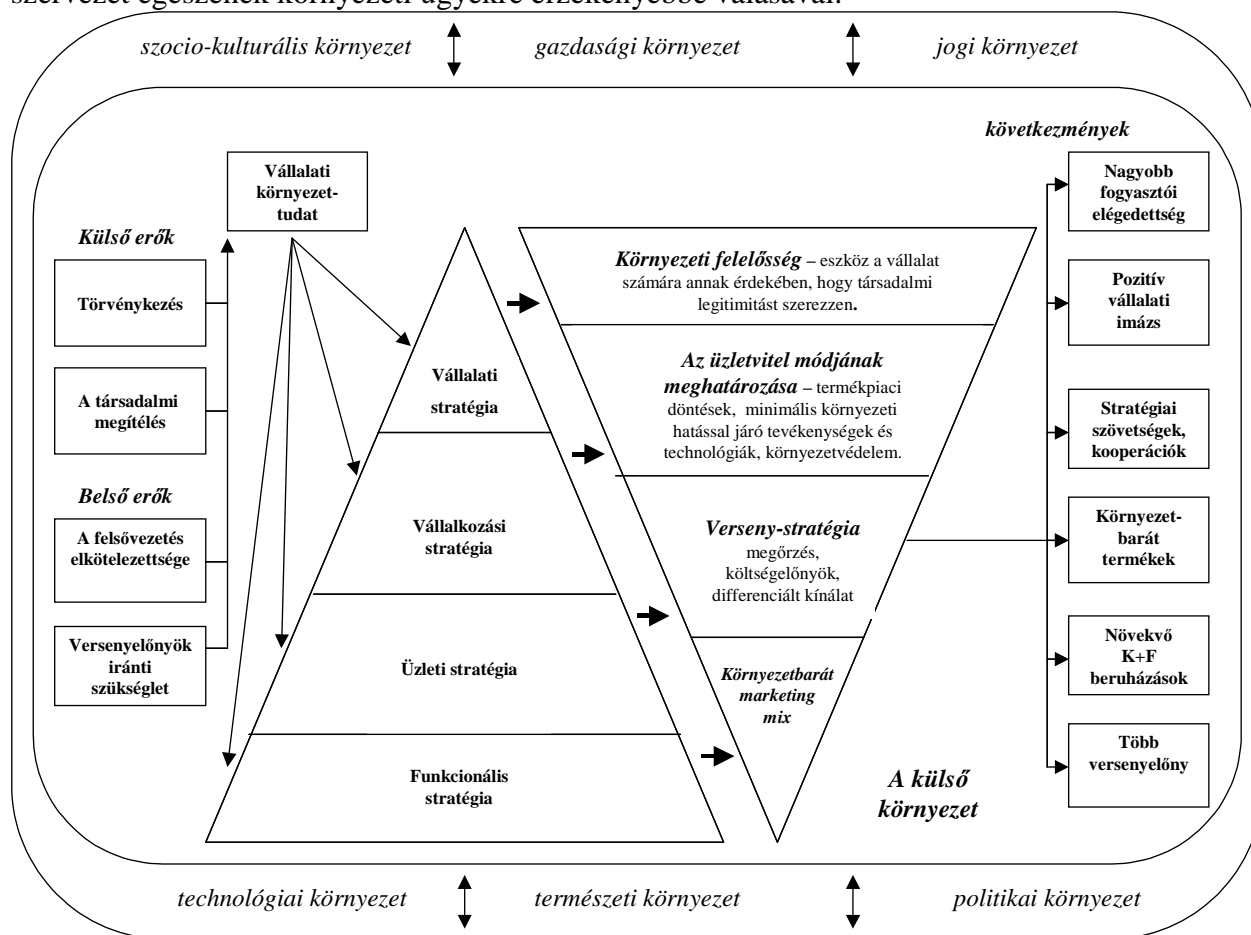 szervezet egészének környezeti ügyekre érzékenyebbé válásával.
szocio-kulturális környezet
gazdasági környezet
jogi környezet
következmények
Vállalati
környezet-
tudat
Külső erők
Törvénykezés
A társadalmi
megítélés
Belső erők
A felsővezetés
elkötelezettsége
Versenyelőnyök
iránti
szükséglet
Vállalati
stratégia
Vállalkozási
stratégia
Üzleti stratégia
Funkcionális
stratégia
Környezeti felelősség – eszköz a vállalat
számára annak érdekében, hogy társadalmi
legitimitást szerezzen.
Az üzletvitel módjának
meghatározása – termékpiaci
döntések, minimális környezeti
hatással járó tevékenységek és
technológiák, környezetvédelem.
Verseny-stratégia
megőrzés,
költségelőnyök,
differenciált kínálat
Környezetbarát
marketing
mix
Nagyobb
fogyasztói
elégedettség
Pozitív
vállalati
imázs
Stratégiai
szövetségek,
kooperációk
Környezet-
barát
termékek
Növekvő
K+F
beruházások
Több
versenyelőny
A külső
környezet
technológiai környezet
természeti környezet
politikai környezet